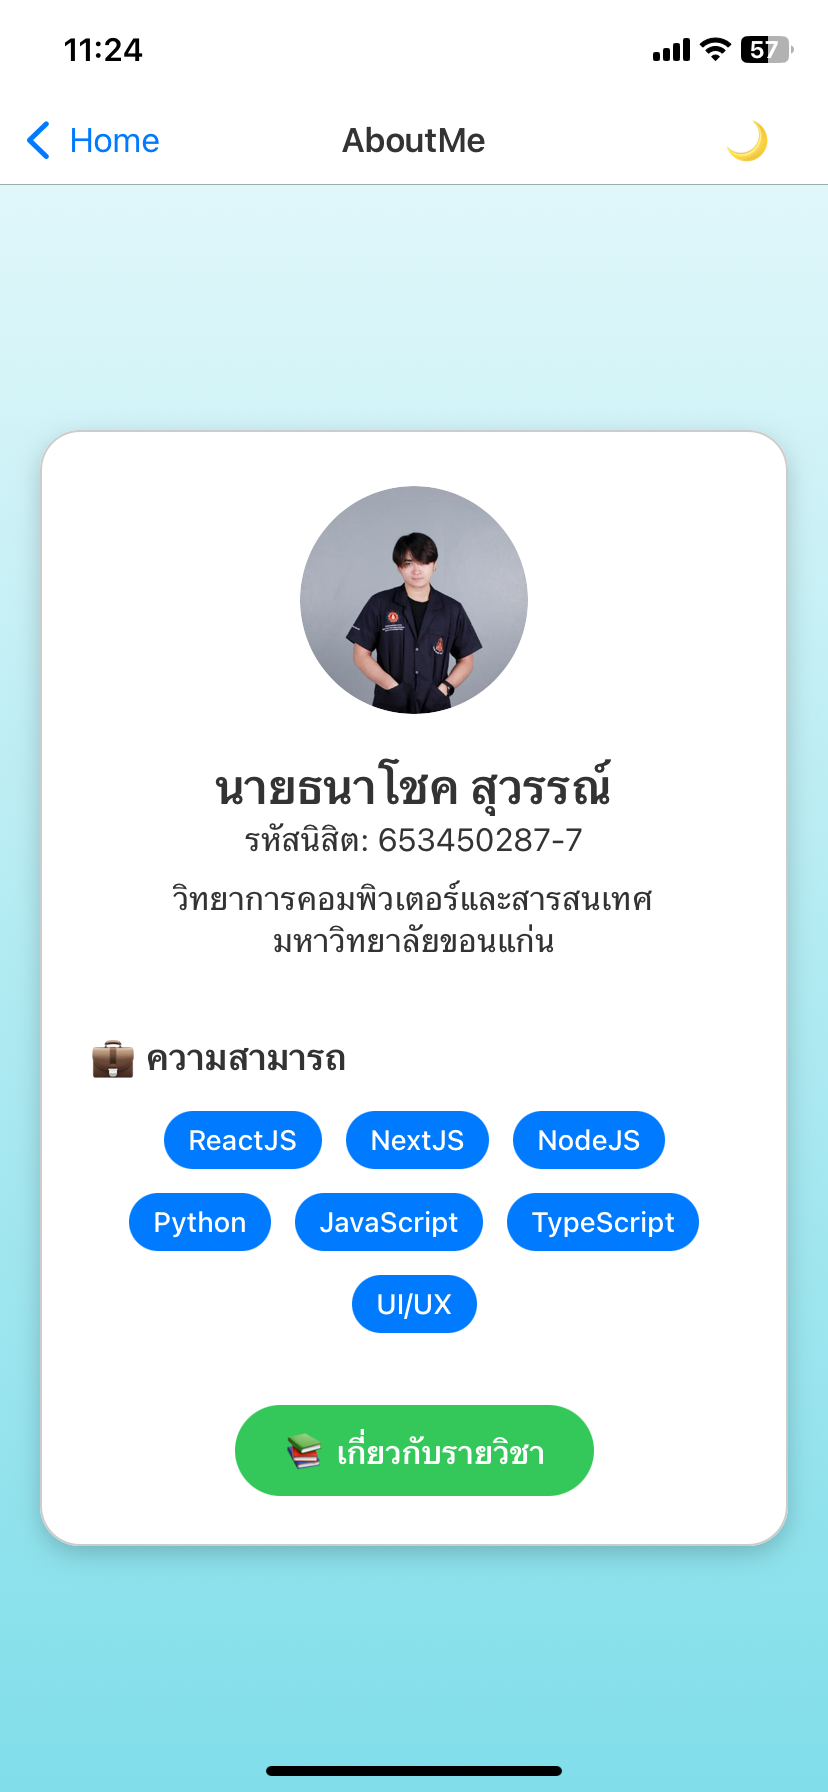 11:24
57
Home
AboutMe
นายธนาโชค สุวรรณ์
รหัสนิสิต: 653450287-7
วิทยาการคอมพิวเตอร์และสารสนเทศ
มหาวิทยาลัยขอนแก่น
ความสามารถ
ReactJS NextJS NodeJS
Python JavaScript TypeScript
UI/UX
เกี่ยวกับรายวิชา